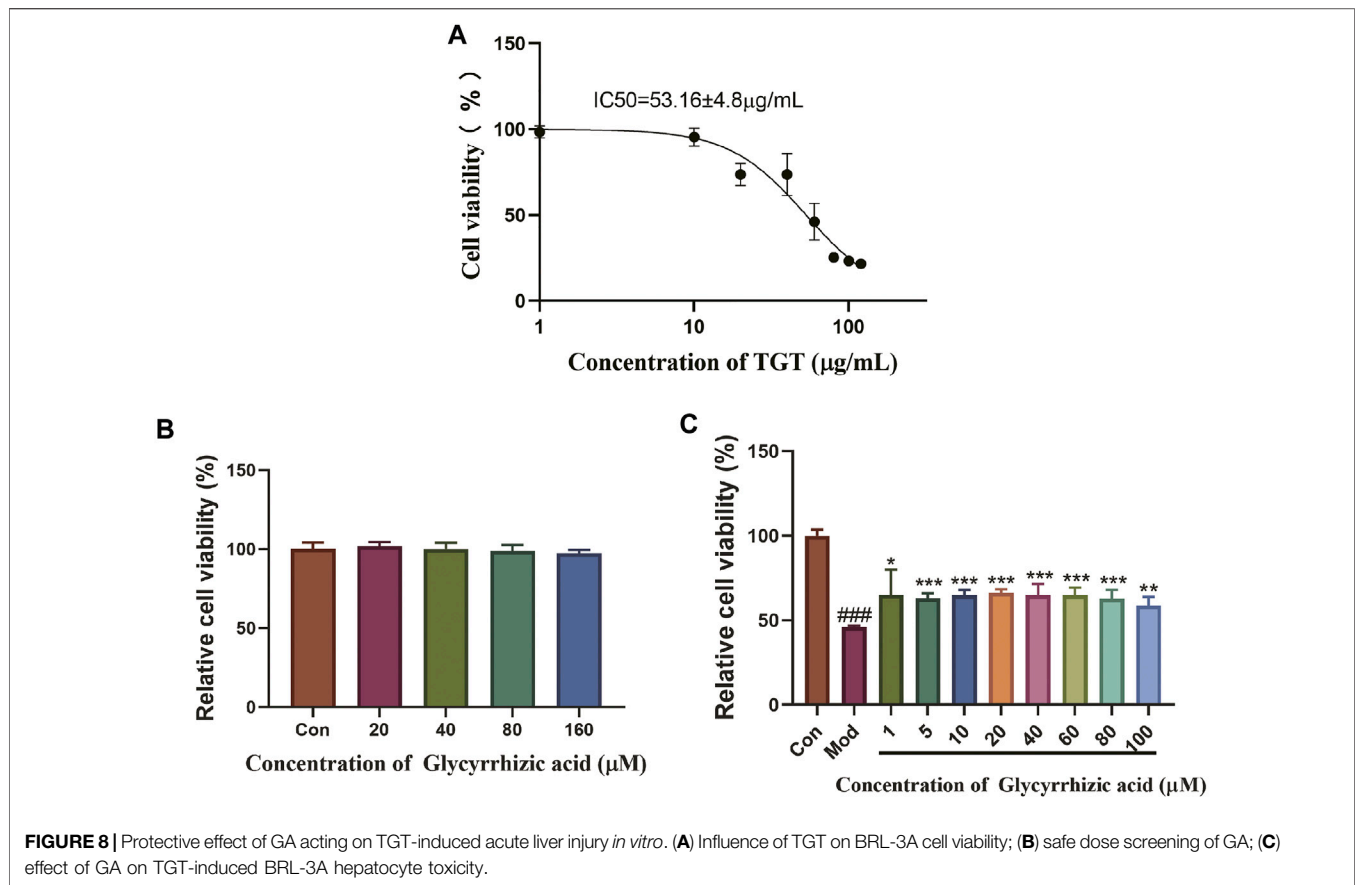 A
150
100
50
0
Cell viability ( % )
IC50=53.16±4.8μg/mL
1 10 100
Concentration of TGT (μg/mL)
B
150
100
50
0
Relative cell viability (%)
Con 20 40 80 160
Concentration of Glycyrrhizic acid (μM)
C
150
100
50
0
Relative cell viability (%)
### * *** *** *** *** *** *** **
Con Mod 1 5 10 20 40 60 80 100
Concentration of Glycyrrhizic acid (μM)
FIGURE 8 | Protective effect of GA acting on TGT-induced acute liver injury in vitro. (A) Influence of TGT on BRL-3A cell viability; (B) safe dose screening of GA; (C)
effect of GA on TGT-induced BRL-3A hepatocyte toxicity.